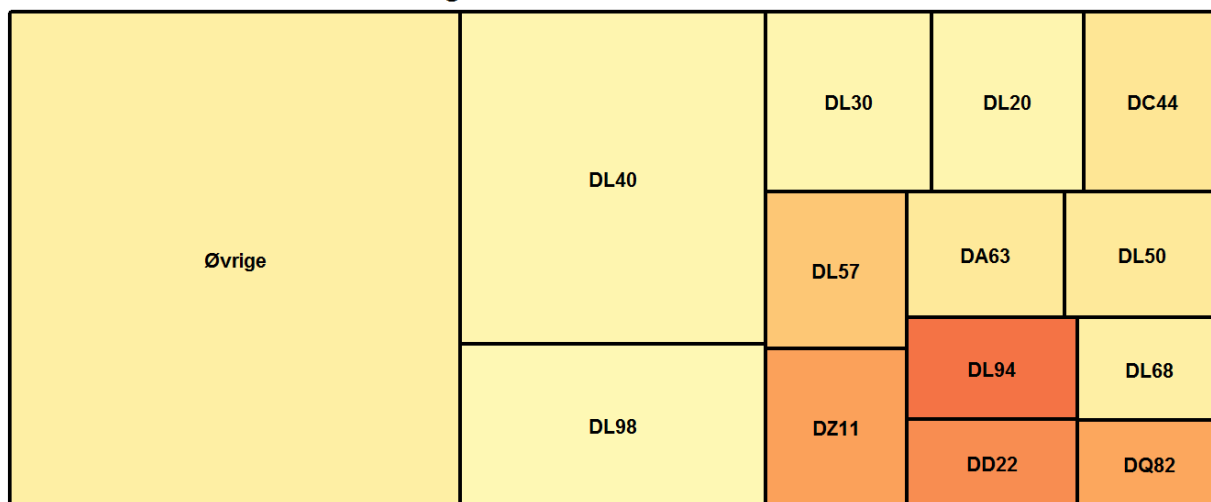 Øvrige
DL40
DL98
DL30
DL20
DC44
DL57
DA63
DL50
DL94
DL68
DZ11
DD22
DQ82